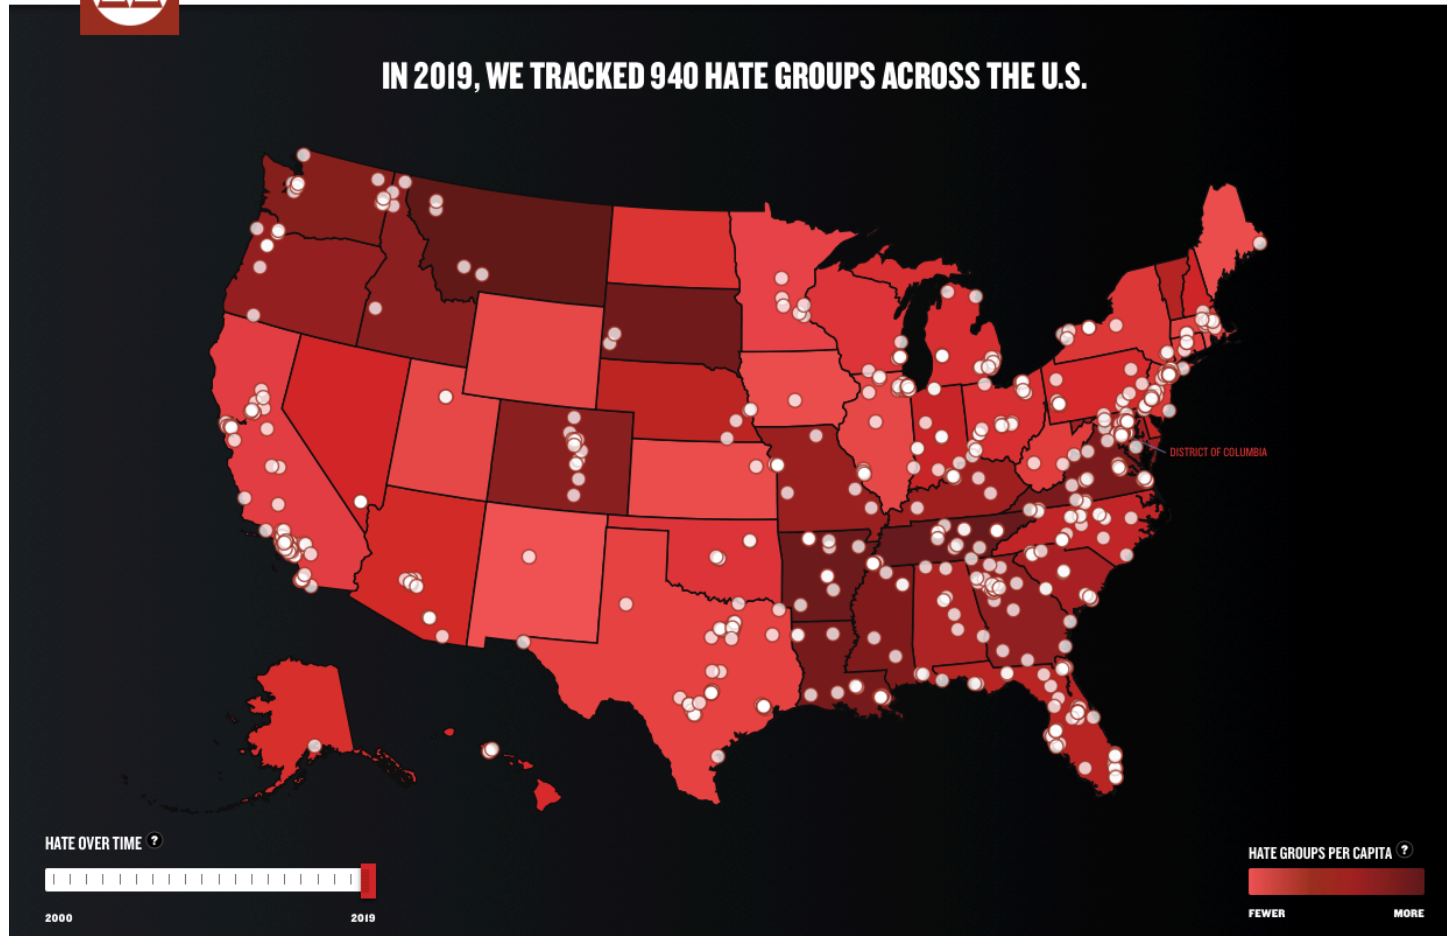 IN 2019, WE TRACKED 940 HATE GROUPS ACROSS THE U.S.
DISTRICT OF COLUMBIA
HATE OVER TIME ?
2000 2019
HATE GROUPS PER CAPITA ?
FEWER MORE